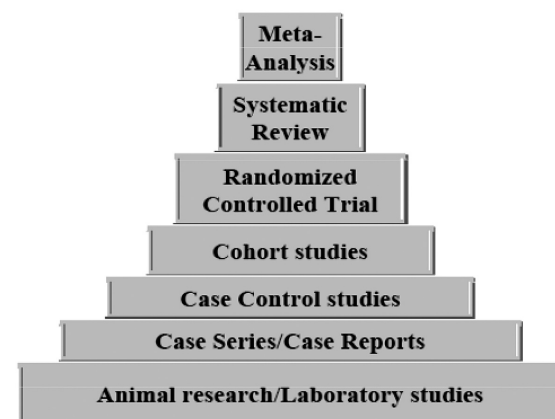 Meta-
Analysis
Systematic
Review
Randomized
Controlled Trial
Cohort studies
Case Control studies
Case Series/Case Reports
Animal research/Laboratory studies